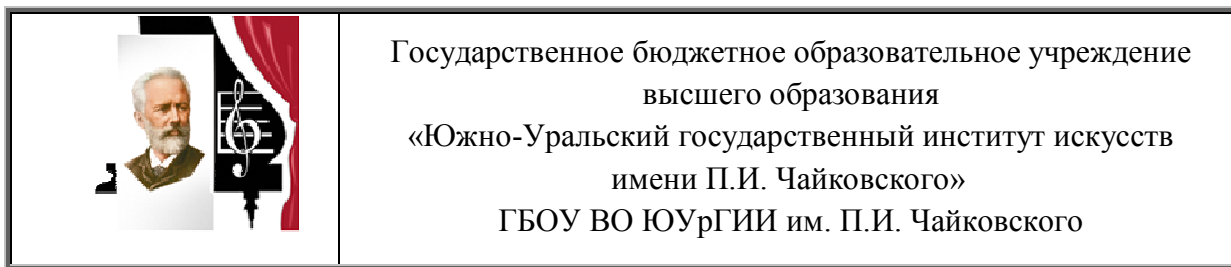 Государственное бюджетное образовательное учреждение
высшего образования
«Южно-Уральский государственный институт искусств
имени П.И. Чайковского»
ГБОУ ВО ЮУрГИИ им. П.И. Чайковского